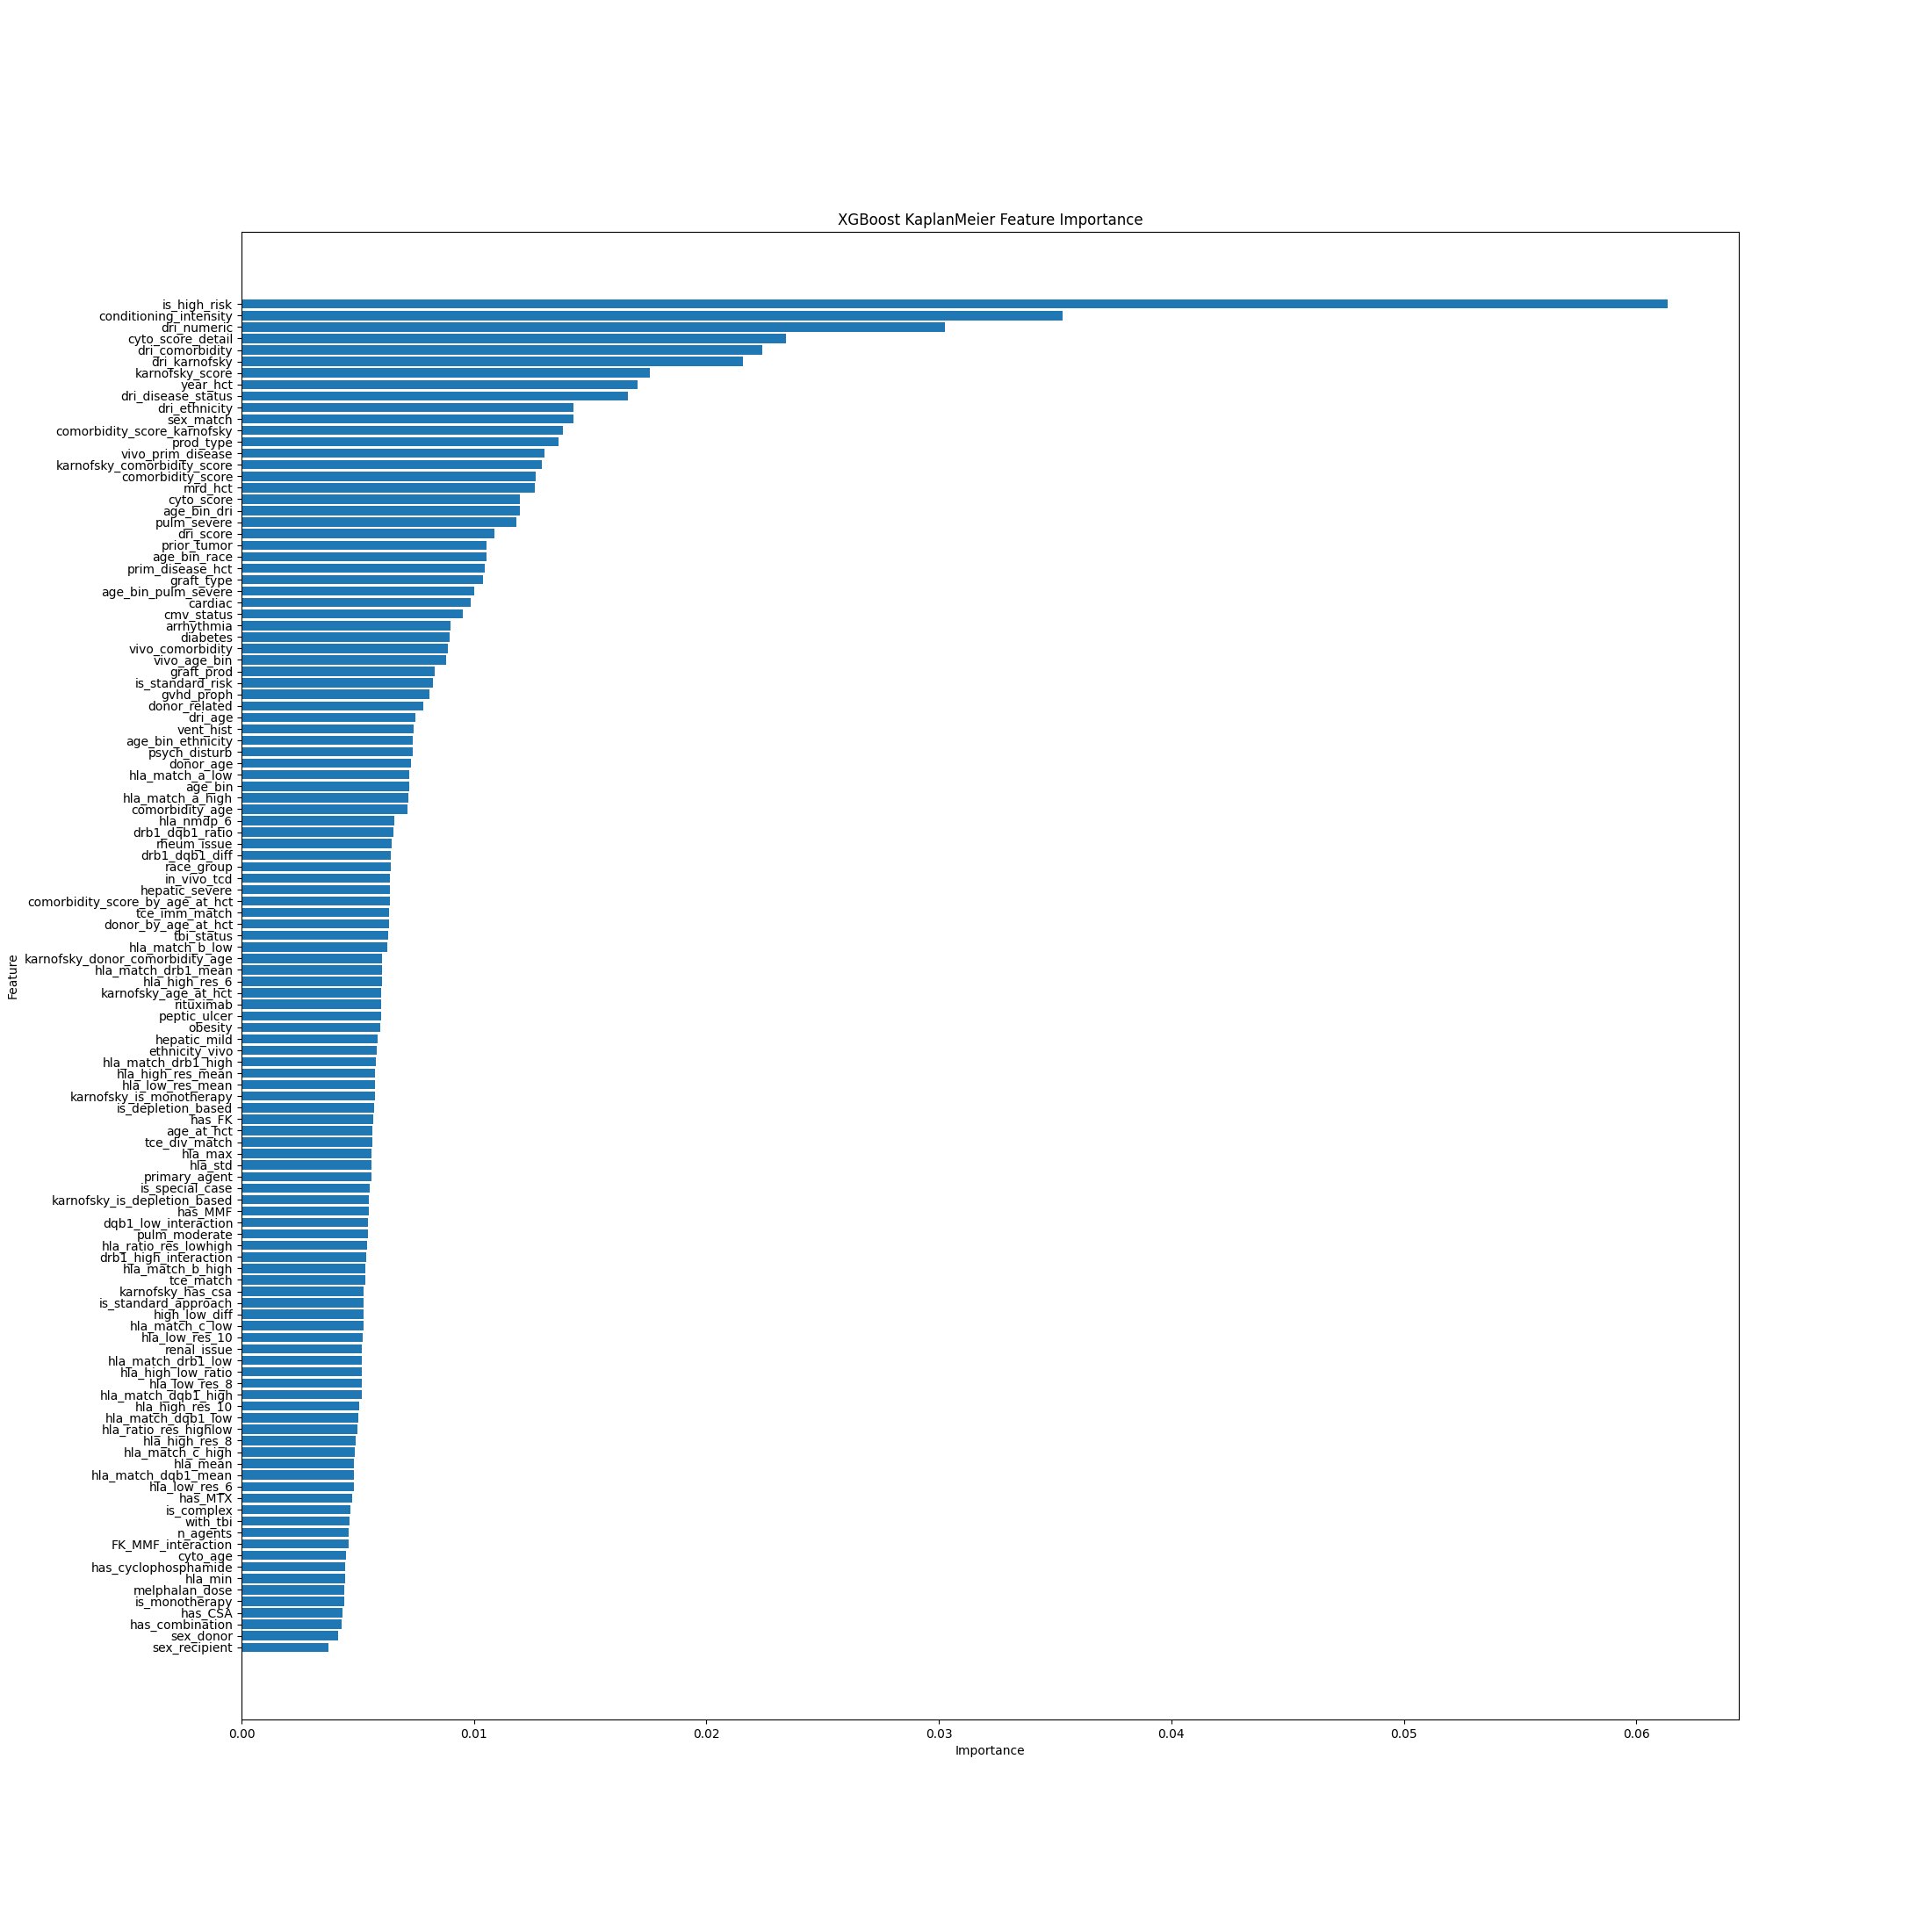 XGBoost KaplanMeier Feature Importance
is_high_risk
conditioning_intensity
dri_numeric
cyto_score_detail
dri_comorbidity
dri_karnofsky
karnofsky_score
year_hct
dri_disease_status
dri_ethnicity
sex_match
comorbidity_score_karnofsky
prod_type
vivo_prim_disease
karnofsky_comorbidity_score
comorbidity_score
mrd_hct
cyto_score
age_bin_dri
pulm_severe
dri_score
prior_tumor
age_bin_race
prim_disease_hct
graft_type
age_bin_pulm_severe
cardiac
cmv_status
arrhythmia
diabetes
vivo_comorbidity
vivo_age_bin
graft_prod
is_standard_risk
gvhd_proph
donor_related
dri_age
vent_hist
age_bin_ethnicity
psych_disturb
donor_age
hla_match_a_low
age_bin
hla_match_a_high
comorbidity_age
hla_nmdp_6
drb1_dqb1_ratio
rheum_issue
drb1_dqb1_diff
race_group
in_vivo_tcd
hepatic_severe
comorbidity_score_by_age_at_hct
tce_imm_match
donor_by_age_at_hct
tbi_status
hla_match_b_low
karnofsky_donor_comorbidity_age
hla_match_drb1_mean
hla_high_res_6
karnofsky_age_at_hct
rituximab
peptic_ulcer
obesity
hepatic_mild
ethnicity_vivo
hla_match_drb1_high
hla_high_res_mean
hla_low_res_mean
karnofsky_is_monotherapy
is_depletion_based
has_FK
age_at_hct
tce_div_match
hla_max
hla_std
primary_agent
is_special_case
karnofsky_is_depletion_based
has_MMF
dqb1_low_interaction
pulm_moderate
hla_ratio_res_lowhigh
drb1_high_interaction
hla_match_b_high
tce_match
karnofsky_has_csa
is_standard_approach
high_low_diff
hla_match_c_low
hla_low_res_10
renal_issue
hla_match_drb1_low
hla_high_low_ratio
hla_low_res_8
hla_match_dqb1_high
hla_high_res_10
hla_match_dqb1_low
hla_ratio_res_highlow
hla_high_res_8
hla_match_c_high
hla_mean
hla_match_dqb1_mean
hla_low_res_6
has_MTX
is_complex
with_tbi
n_agents
FK_MMF_interaction
cyto_age
has_cyclophosphamide
hla_min
melphalan_dose
is_monotherapy
has_CSA
has_combination
sex_donor
sex_recipient
Feature
0.00 0.01 0.02 0.03 0.04 0.05 0.06
Importance